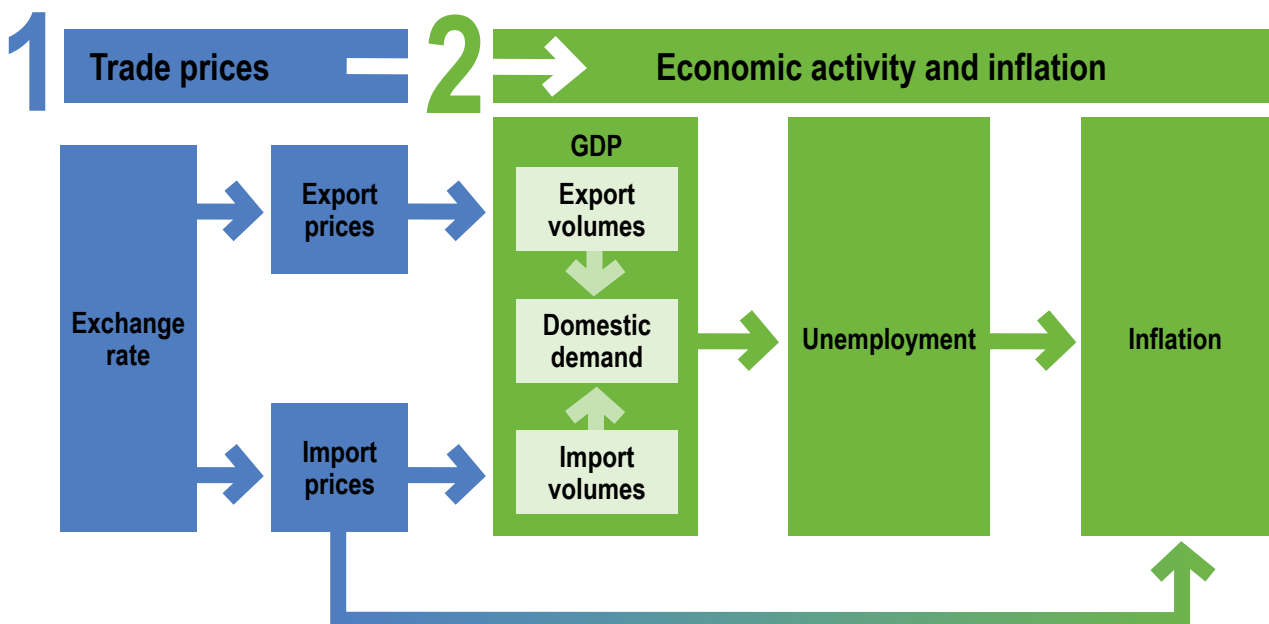 1 Trade prices
2 Economic activity and inflation
Exchange
rate
Export
prices
Import
prices
GDP
Export
volumes
Domestic
demand
Import
volumes
Unemployment
Inflation